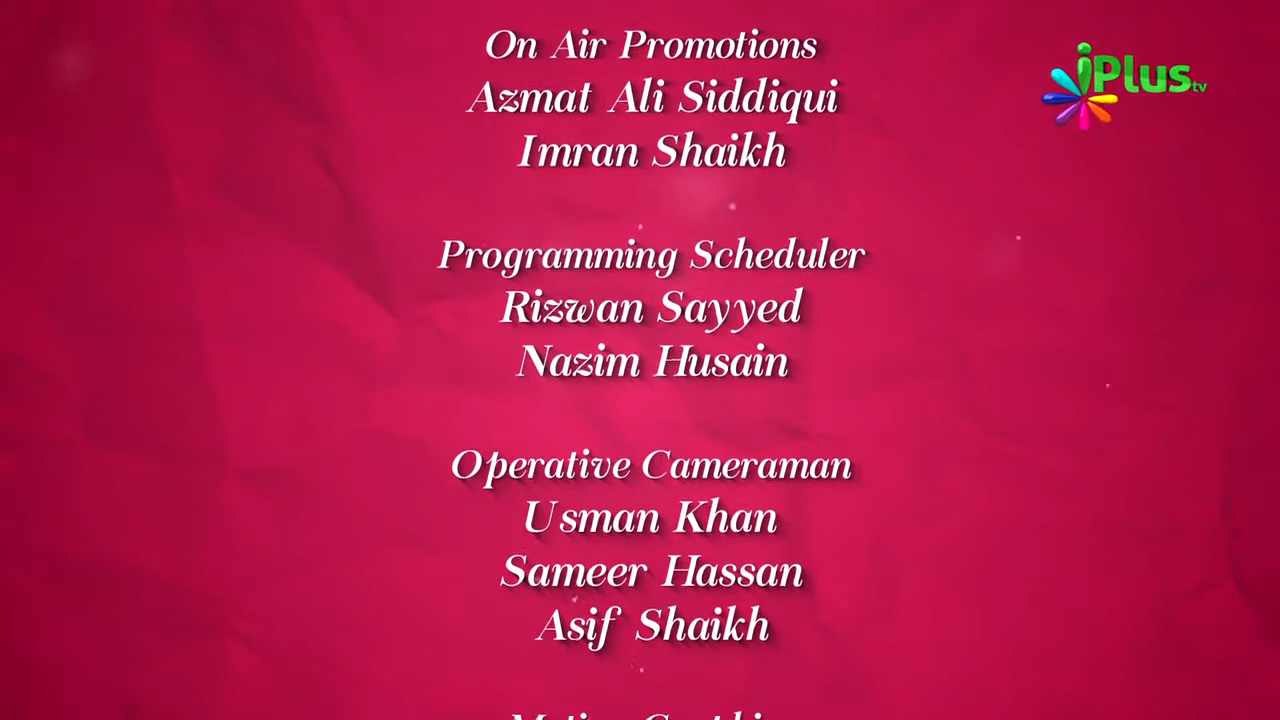 On Air Promotions
iPlus tv
Azmat Ali Siddiqui
Imran Shaikh
Programming Scheduler
Rizwan Sayyed
Nazim Husain
Operative Cameraman
Usman Khan
Sameer Hassan
Asif Shaikh